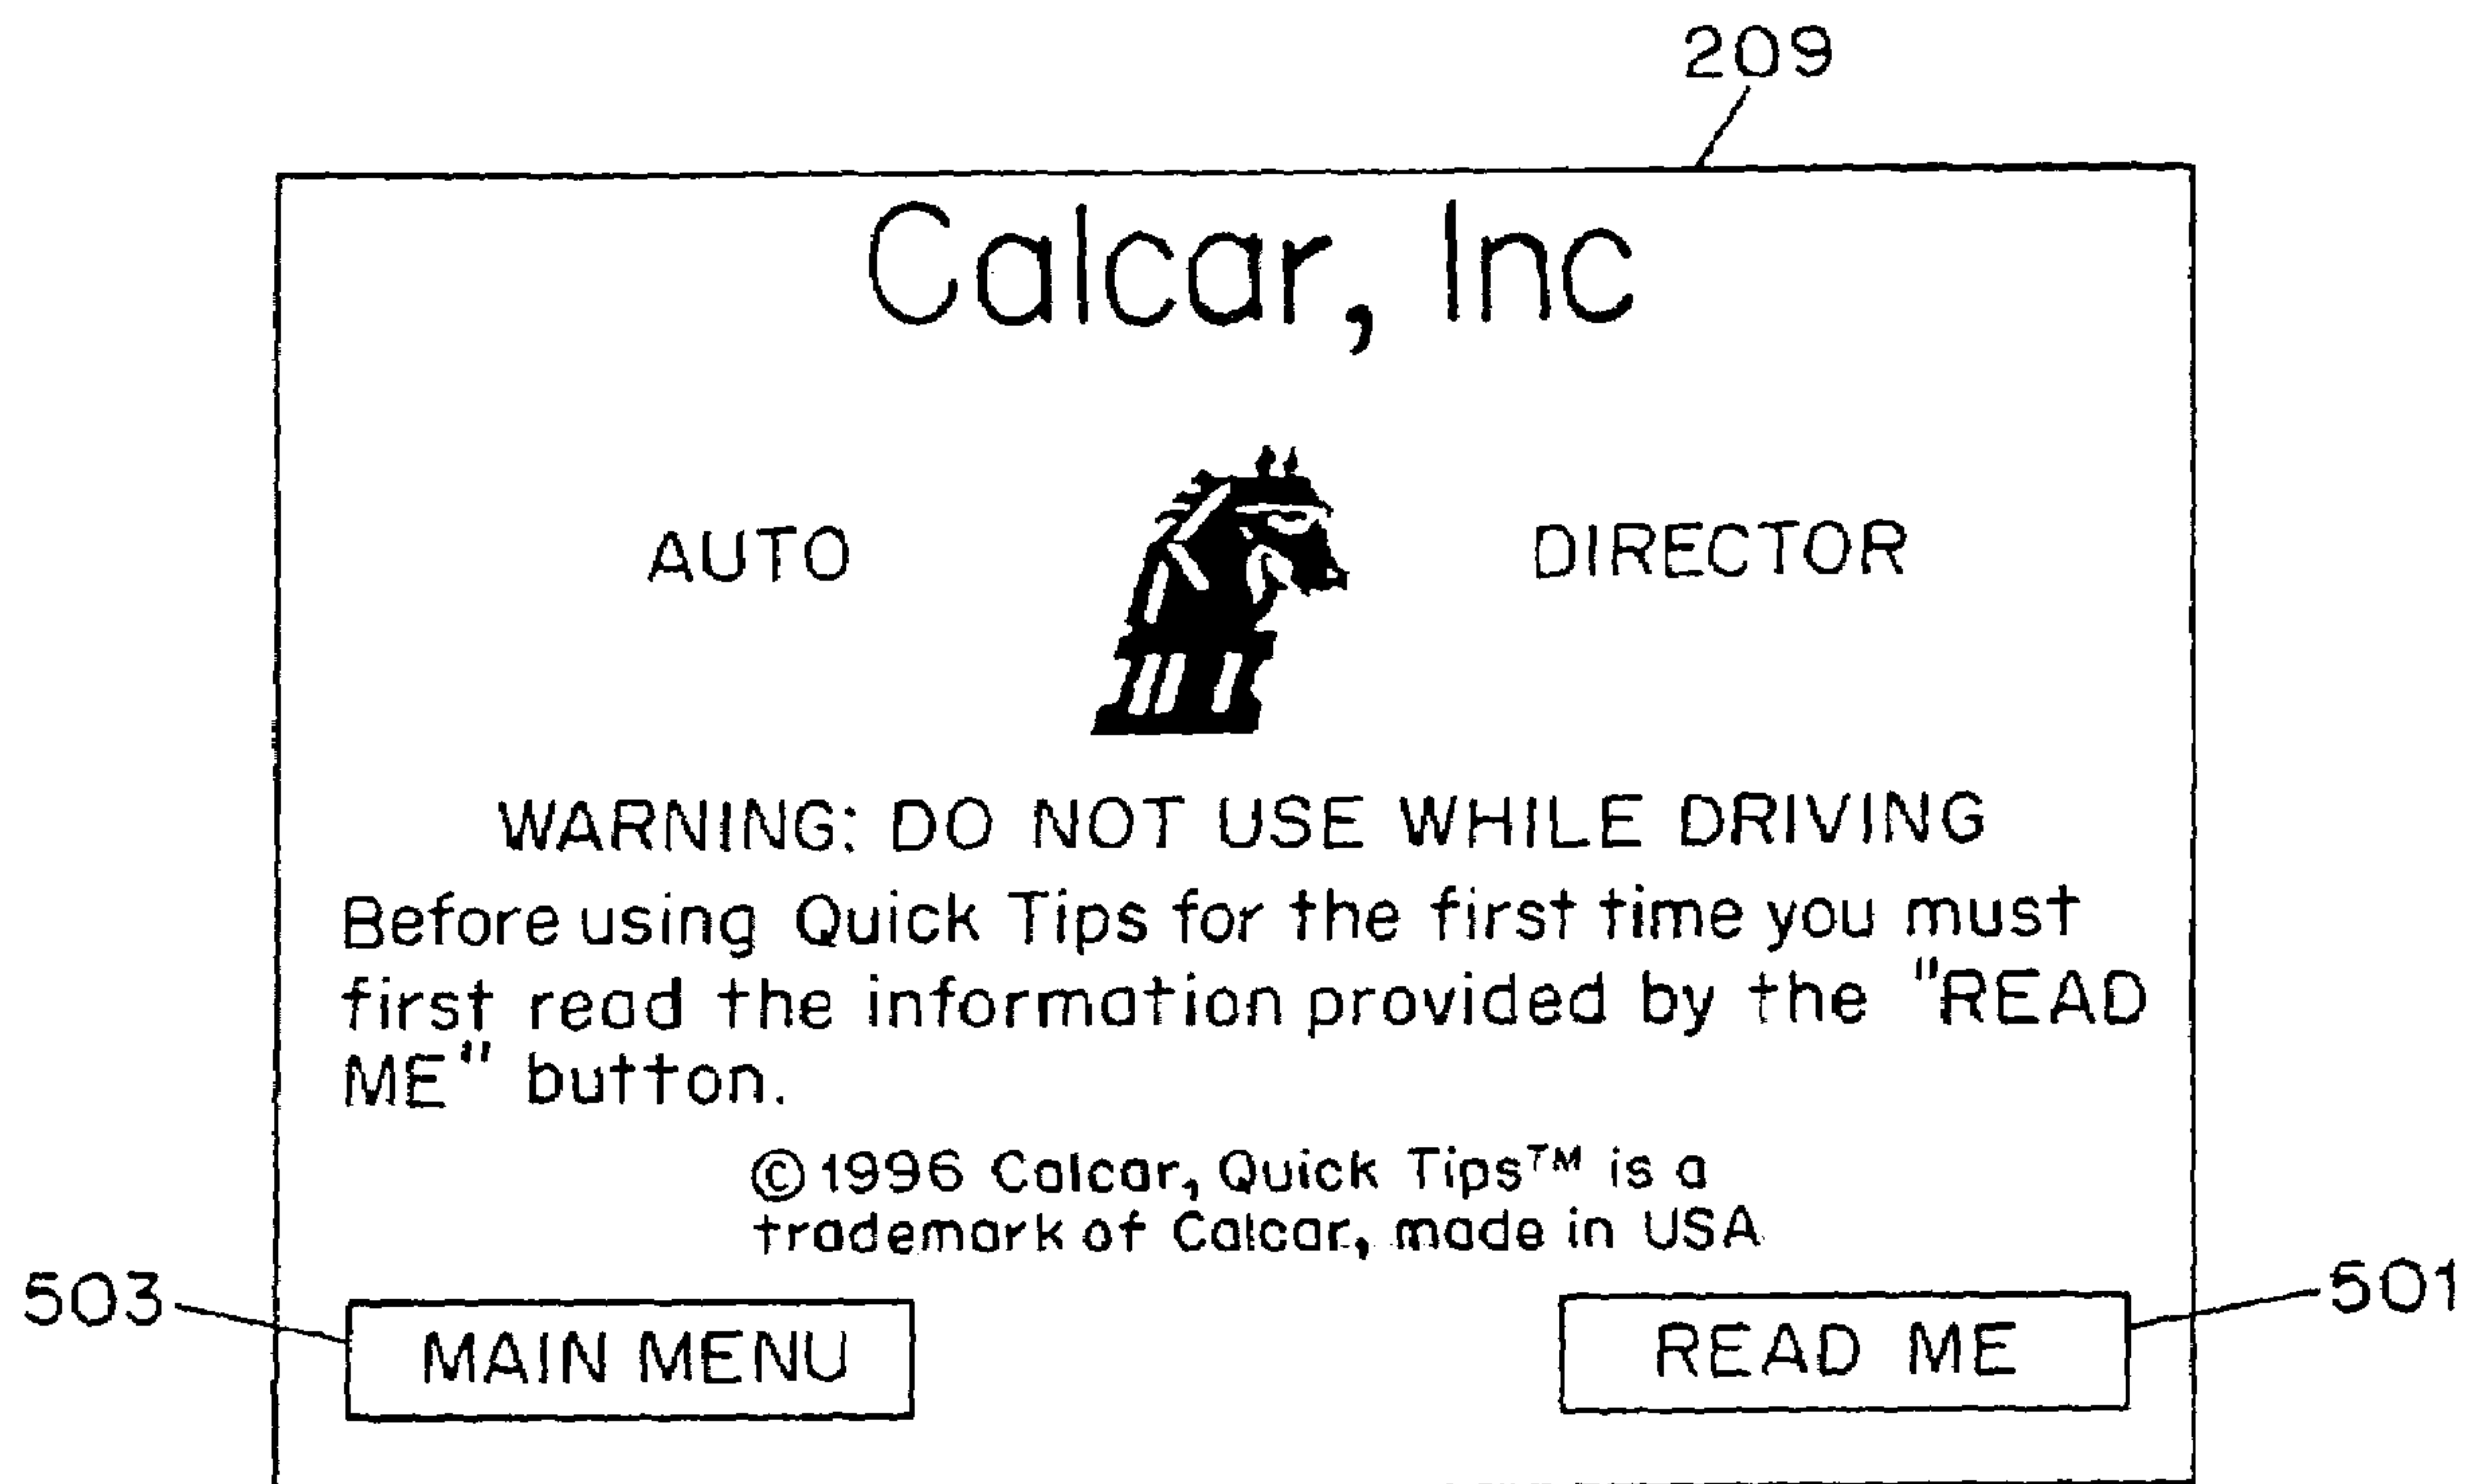 209
Calcar, Inc
AUTO DIRECTOR
WARNING: DO NOT USE WHILE DRIVING
Before using Quick Tips for the first time you must
first read the information provided by the "READ
ME" button.
©1996 Calcar, Quick Tips™ is a
trademark of Calcar, made in USA
503 MAIN MENU READ ME 501